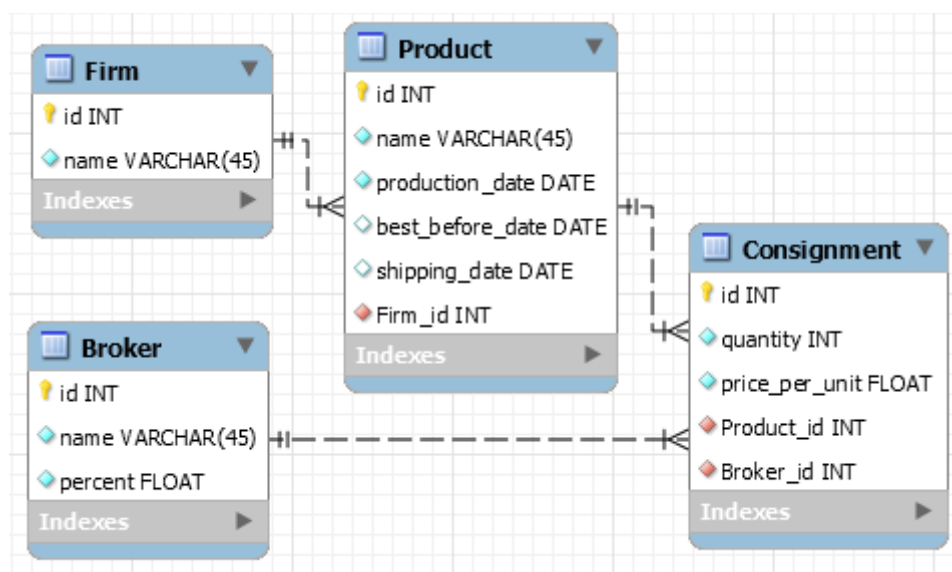 Firm
id INT
name VARCHAR(45)
Indexes
Product
id INT
name VARCHAR(45)
production_date DATE
best_before_date DATE
shipping_date DATE
Firm_id INT
Indexes
Broker
id INT
name VARCHAR(45)
percent FLOAT
Indexes
Consignment
id INT
quantity INT
price_per_unit FLOAT
Product_id INT
Broker_id INT
Indexes